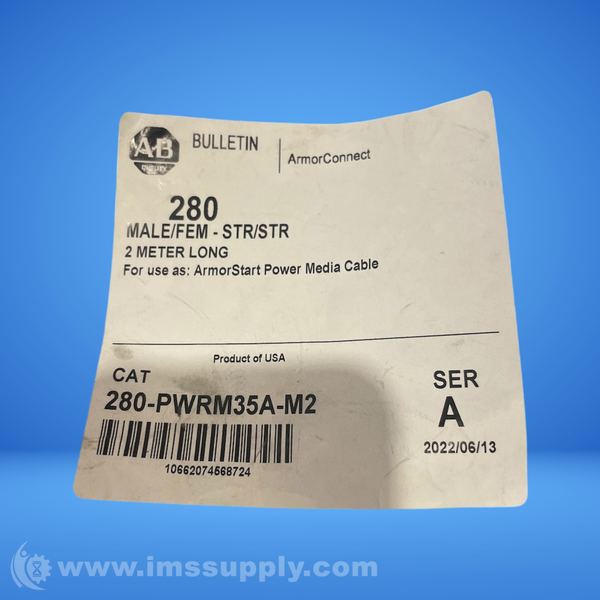 A-B
QUALITY
BULLETIN
ArmorConnect
280
MALE/FEM - STR/STR
2 METER LONG
For use as: ArmorStart Power Media Cable
Product of USA
CAT
280-PWRM35A-M2
SER
A
10662074568724
2022/06/13
www.imssupply.com